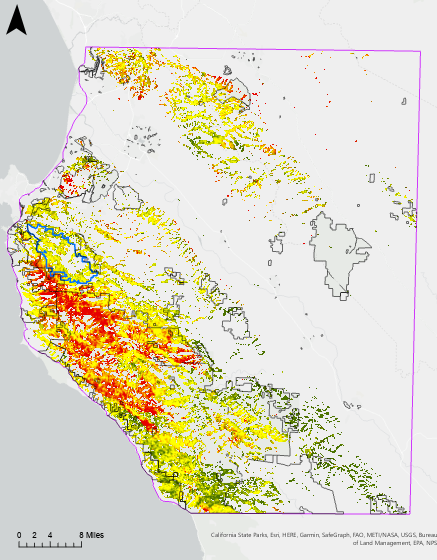 0 2 4 8 Miles
California State Parks, Esri, HERE, Garmin, SafeGraph, FAO, METI/NASA, USGS, Bureau
of Land Management, EPA, NPS